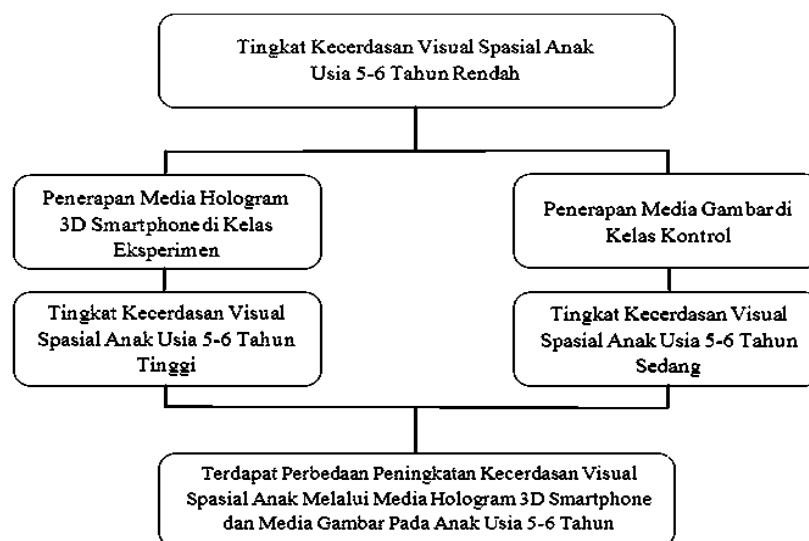 Tingkat Kecerdasan Visual Spasial Anak
Usia 5-6 Tahun Rendah
Penerapan Media Hologram
3D Smartphone di Kelas
Eksperimen
Penerapan Media Gambar di
Kelas Kontrol
Tingkat Kecerdasan Visual
Spasial Anak Usia 5-6 Tahun
Tinggi
Tingkat Kecerdasan Visual
Spasial Anak Usia 5-6 Tahun
Sedang
Terdapat Perbedaan Peningkatan Kecerdasan Visual
Spasial Anak Melalui Media Hologram 3D Smartphone
dan Media Gambar Pada Anak Usia 5-6 Tahun